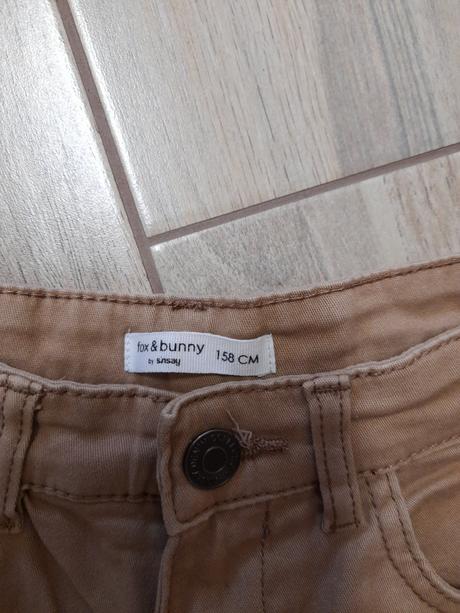 fox & bunny
by sinsay
158 CM